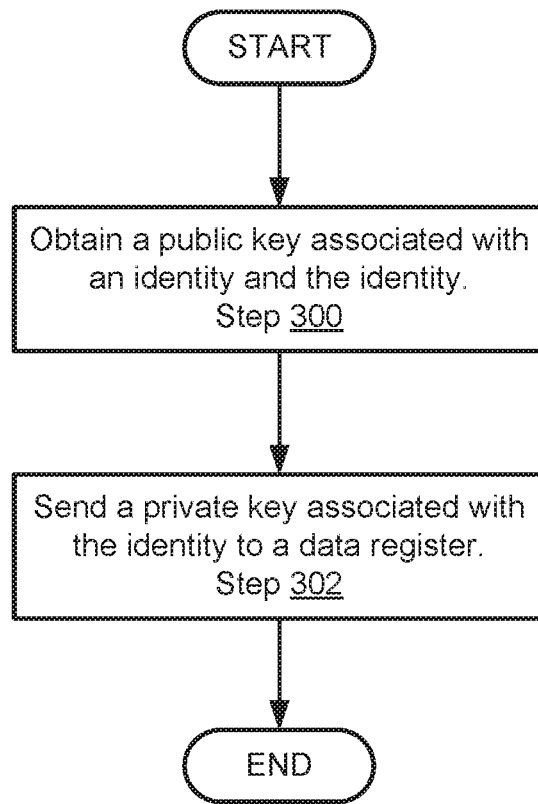 START
Obtain a public key associated with
an identity and the identity.
Step 300
Send a private key associated with
the identity to a data register.
Step 302
END